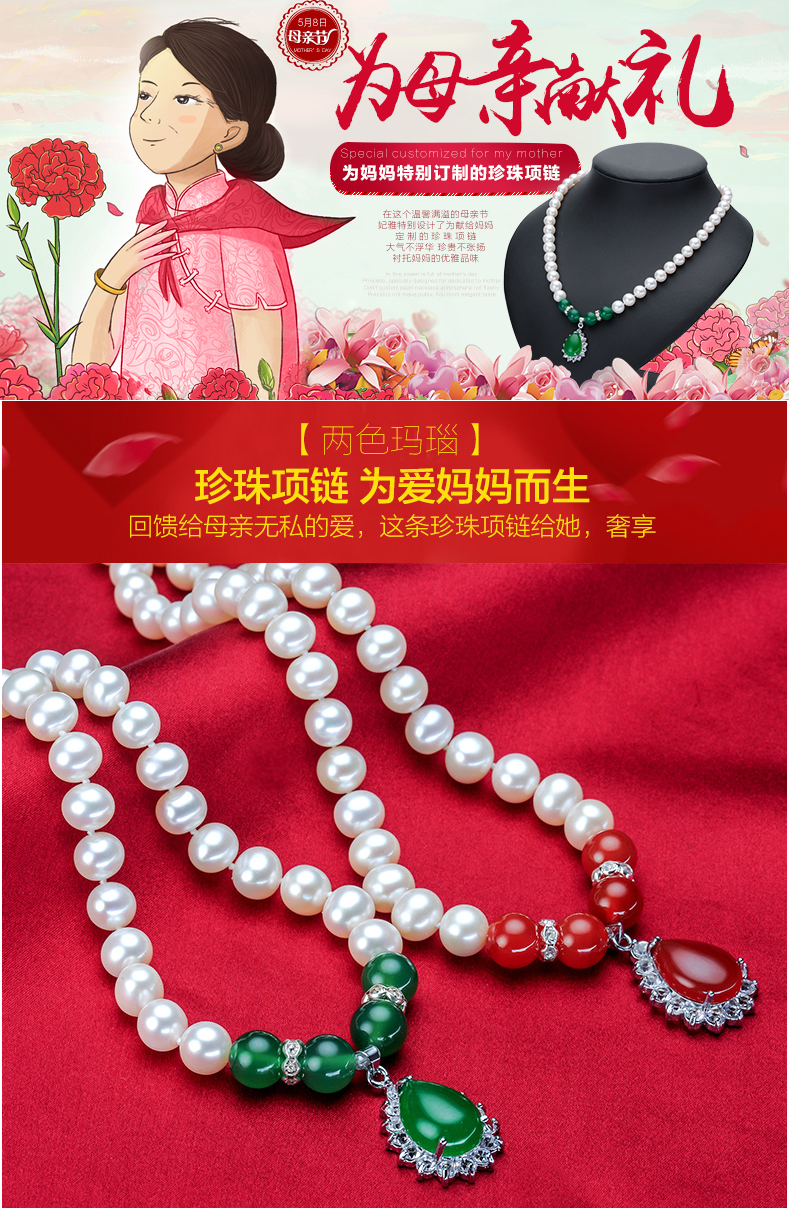 5月8日
母亲节
MOTHER'S DAY
为母亲献礼
Special customized for my mother
为妈妈特别订制的珍珠项链
在这个温馨满溢的母亲节
妃雅特别设计了为献给妈妈
定制的珍珠项链
大气不浮华 珍贵不张扬
衬托妈妈的优雅品味
【两色玛瑙】
珍珠项链 为爱妈妈而生
回馈给母亲无私的爱，这条珍珠项链给她，奢享